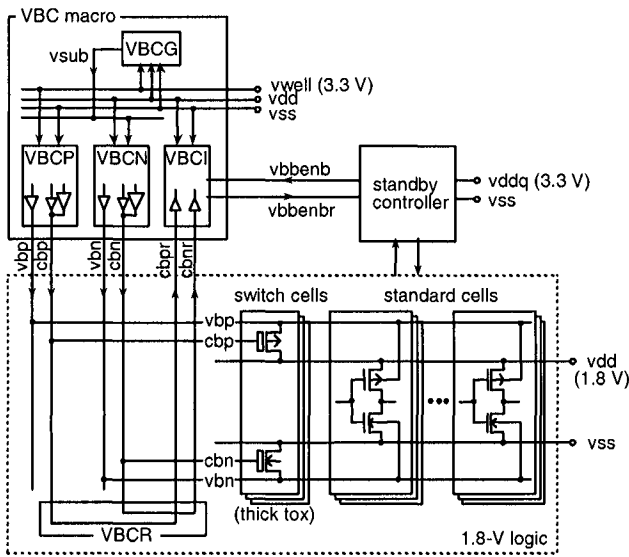 VBC macro
VBCG
vsub
vwell (3.3 V)
vdd
vss
VBCP
VBCN
VBCI
vbbenb
vbbenbr
standby
controller
vddq (3.3 V)
vss
vbp
cbp
vbn
cbn
cbpr
cbnr
switch cells
standard cells
vbp
cbp
vdd
(1.8 V)
vss
cbn
vbn
(thick tox)
VBCR
1.8-V logic